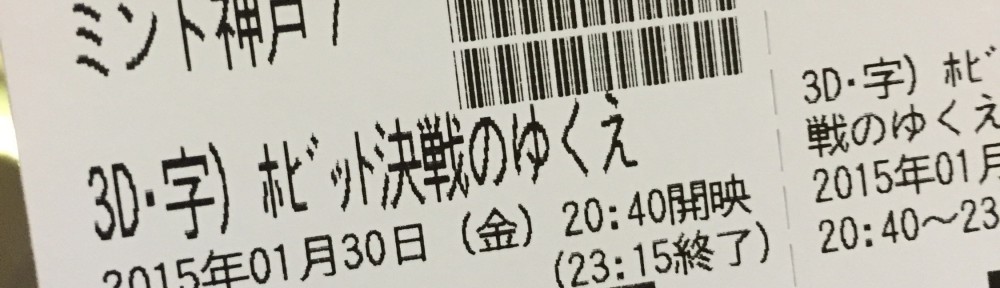 ミント神戸
3D・字) ホビット決戦のゆくえ
2015年01月30日 (金) 20:40開映
(23:15終了)
3D・字) ホビ
戦のゆくえ
2015年01月
20:40～23